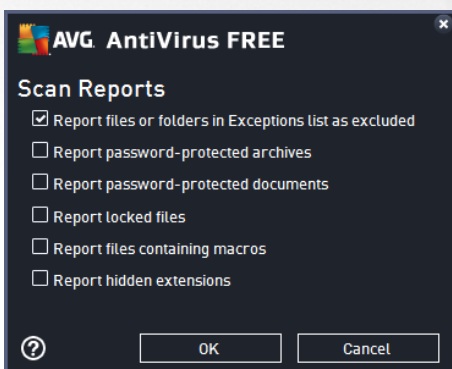 AVG. AntiVirus FREE
Scan Reports
Report files or folders in Exceptions list as excluded
Report password-protected archives
Report password-protected documents
Report locked files
Report files containing macros
Report hidden extensions
? OK Cancel